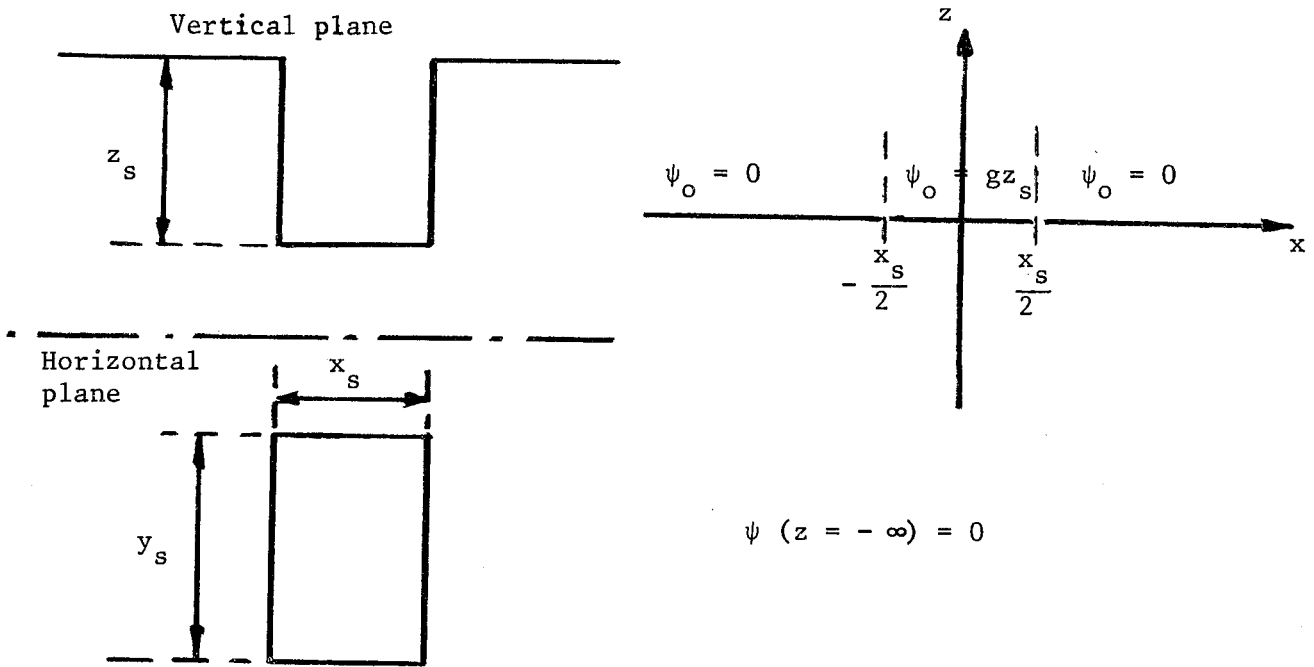 Vertical plane
z_s
Horizontal
plane
x_s
y_s
z
ψ_o = 0
ψ_o = gz_s
ψ_o = 0
x
- x_s/2
x_s/2
ψ (z = - ∞) = 0